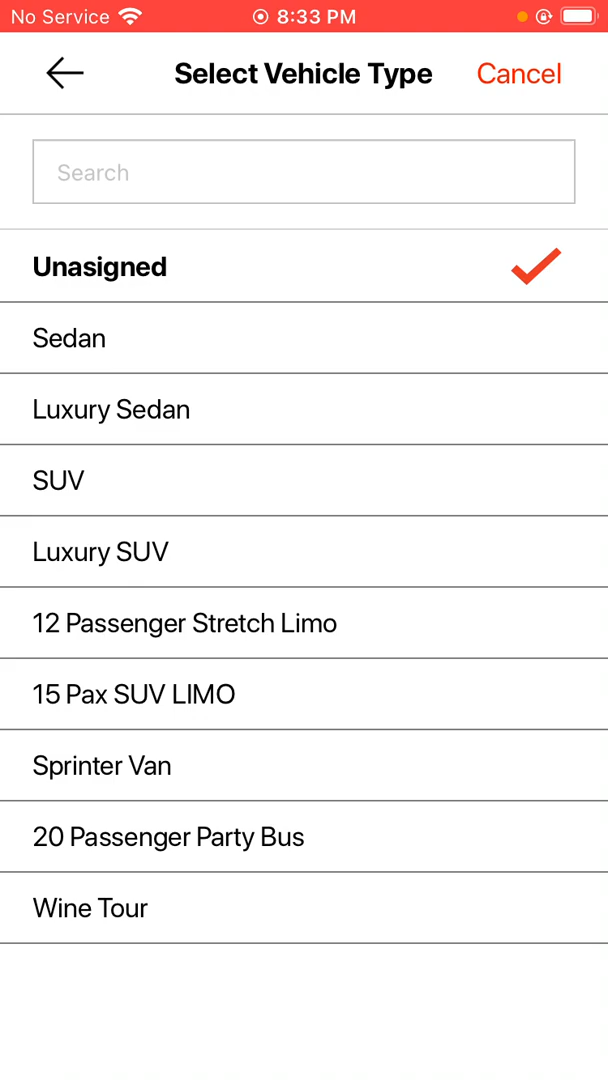 No Service 8:33 PM
Select Vehicle Type Cancel
Search
Unasigned
Sedan
Luxury Sedan
SUV
Luxury SUV
12 Passenger Stretch Limo
15 Pax SUV LIMO
Sprinter Van
20 Passenger Party Bus
Wine Tour